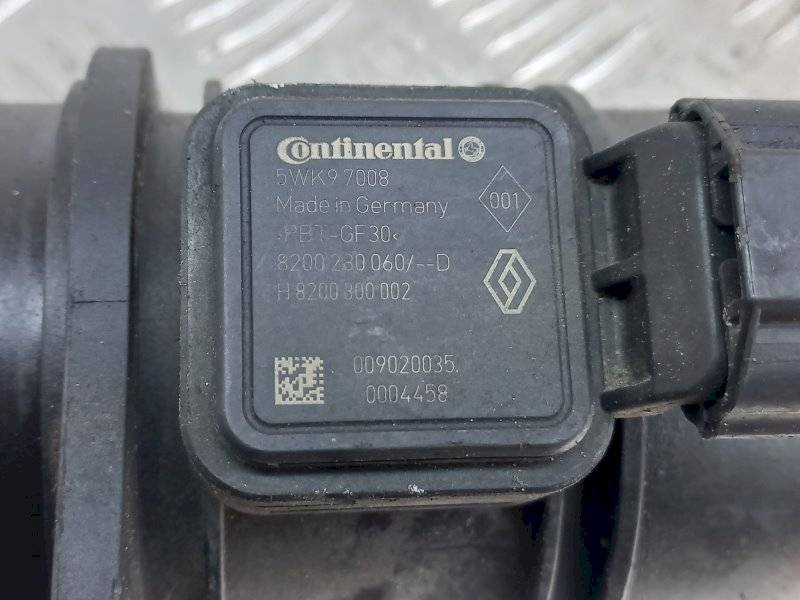 Continental
5WK9 7008
001
Made in Germany
›PBT-GF30‹
8200 280 060/--D
H 8200 300 002
009020035.
0004458